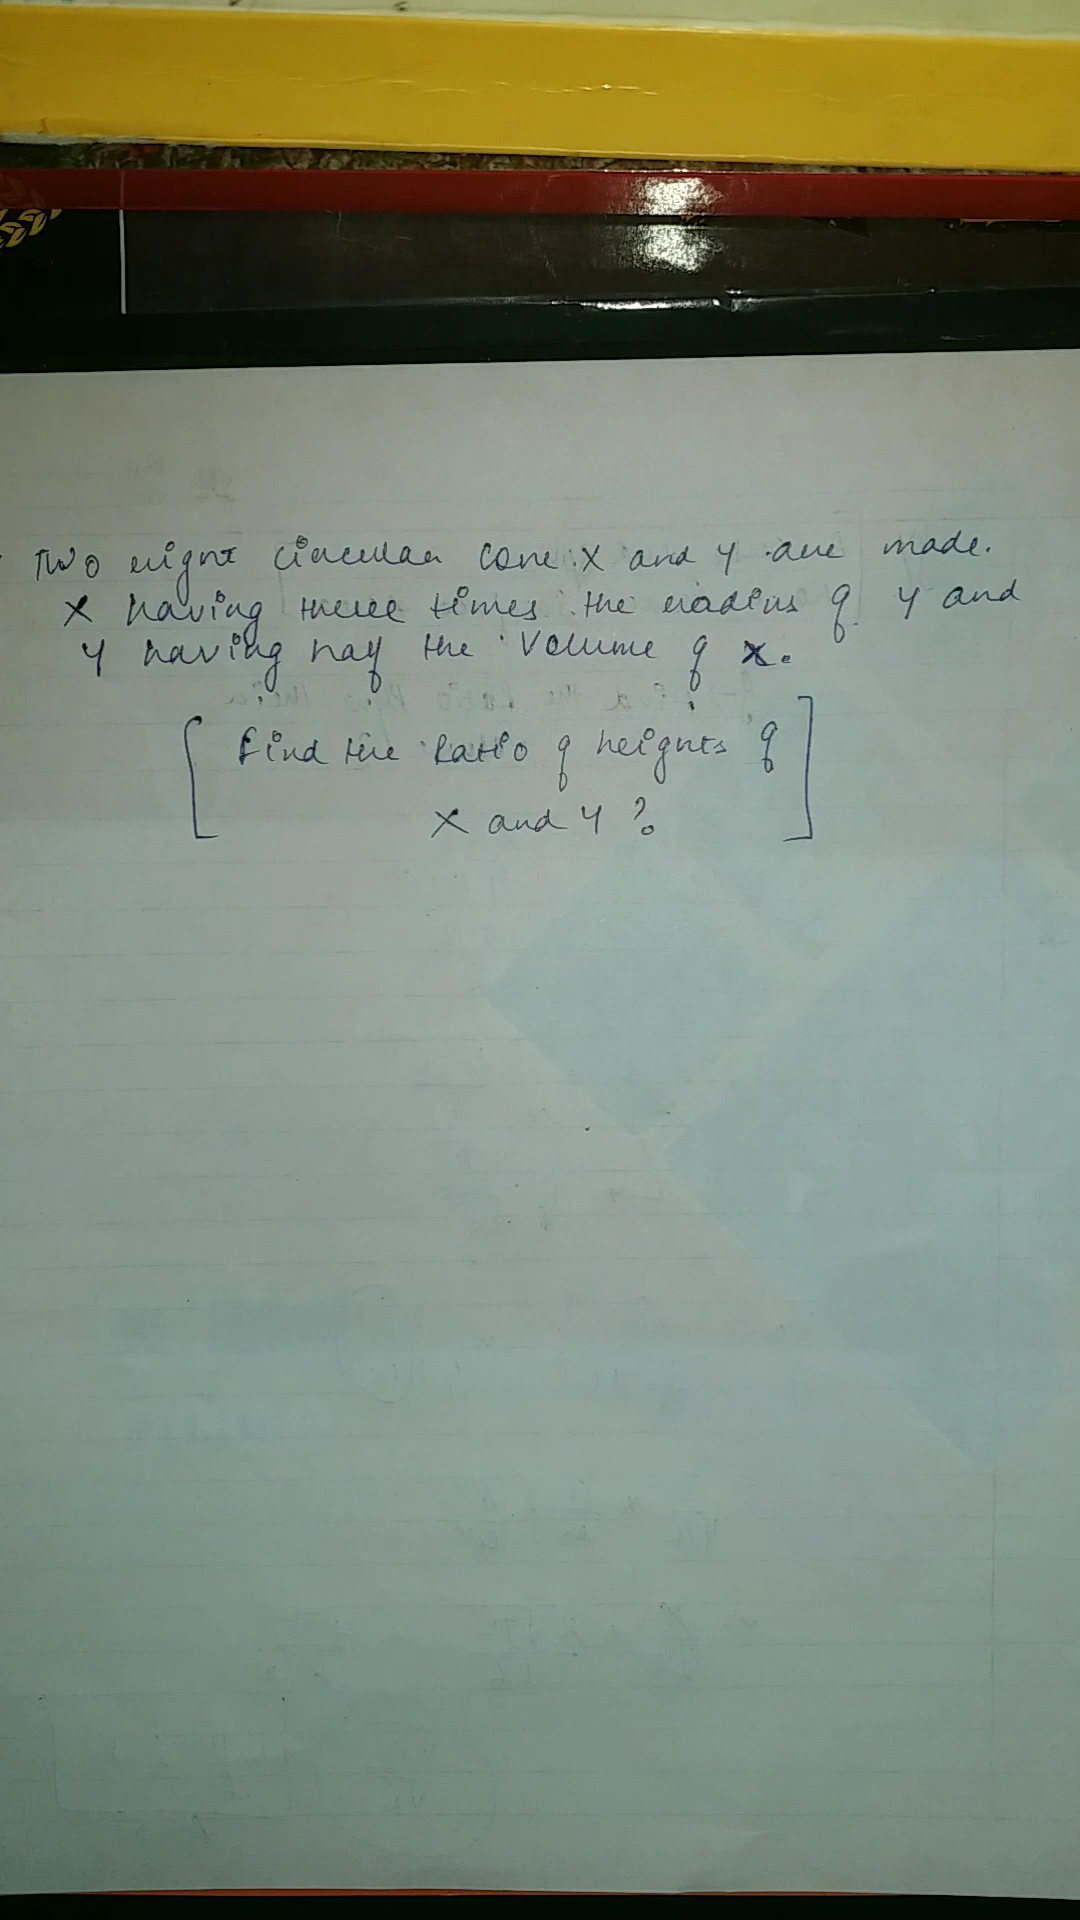 Two right circular cone X and Y are made.
X having three times the radius of Y and
Y having half the Volume of X.
Find the Ratio of heights of
X and Y ?